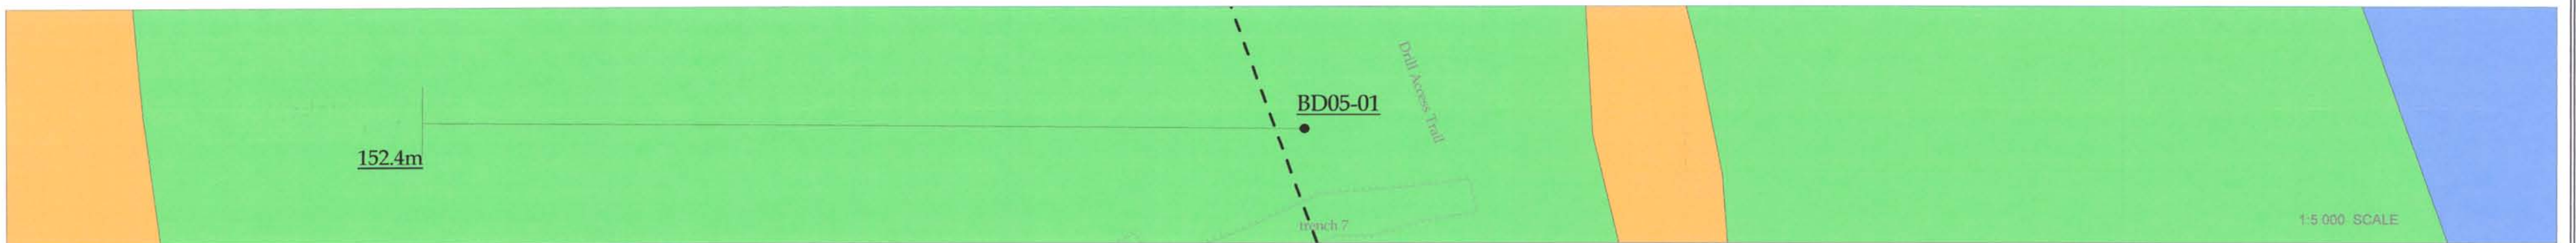 Drill Access Trail
BD05-01
152.4m
trench 7
1:5 000 SCALE